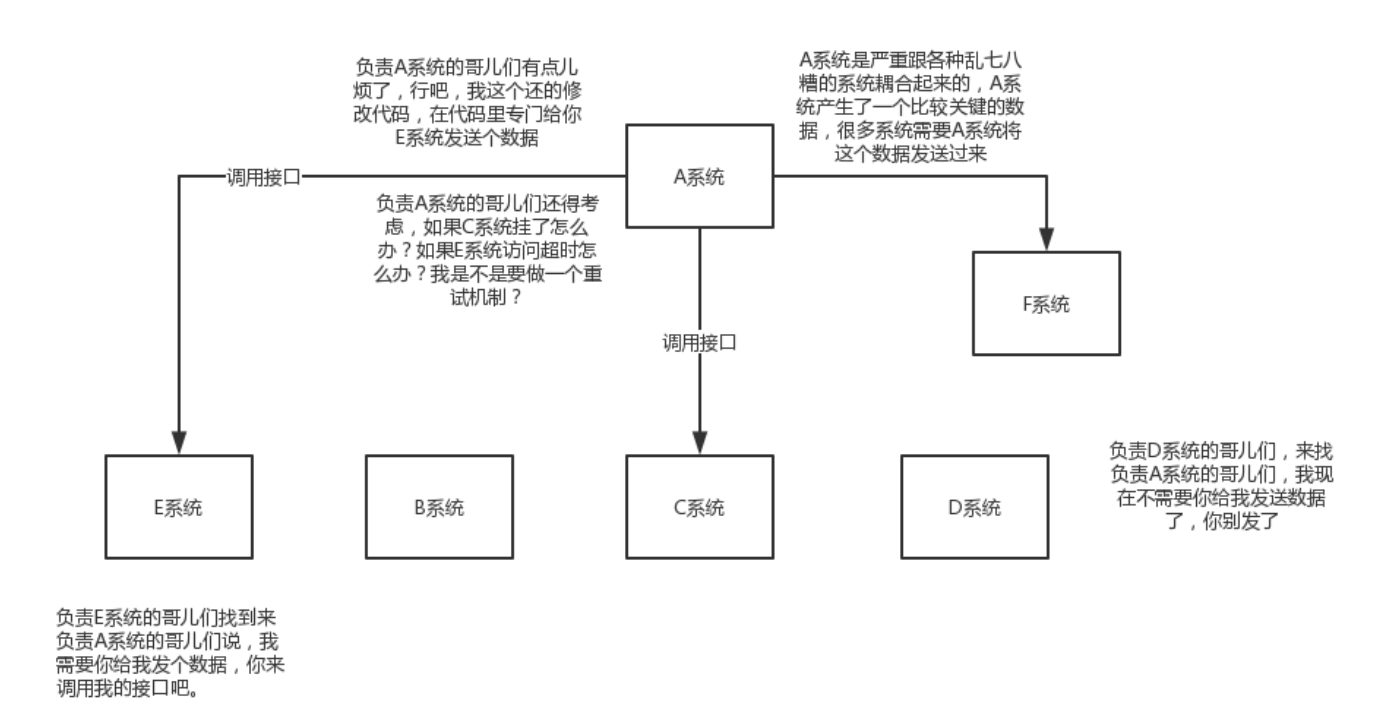 负责A系统的哥儿们有点儿
烦了，行吧，我这个还的修
改代码，在代码里专门给你
E系统发送个数据
A系统是严重跟各种乱七八
糟的系统耦合起来的，A系
统产生了一个比较关键的数
据，很多系统需要A系统将
这个数据发送过来
调用接口
A系统
负责A系统的哥儿们还得考
虑，如果C系统挂了怎么
办？如果E系统访问超时怎
么办？我是不是要做一个重
试机制？
F系统
调用接口
负责D系统的哥儿们，来找
负责A系统的哥儿们，我现
在不需要你给我发送数据
了，你别发了
E系统
B系统
C系统
D系统
负责E系统的哥儿们找到来
负责A系统的哥儿们说，我
需要你给我发个数据，你来
调用我的接口吧。